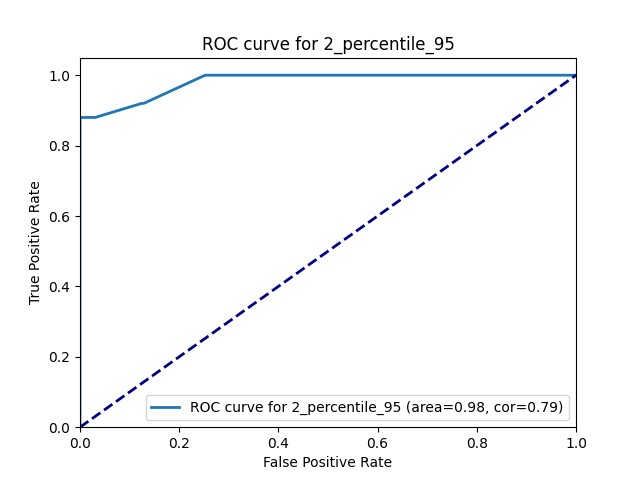 ROC curve for 2_percentile_95
1.0
0.8
0.6
0.4
0.2
0.0
True Positive Rate
ROC curve for 2_percentile_95 (area=0.98, cor=0.79)
0.0 0.2 0.4 0.6 0.8 1.0
False Positive Rate